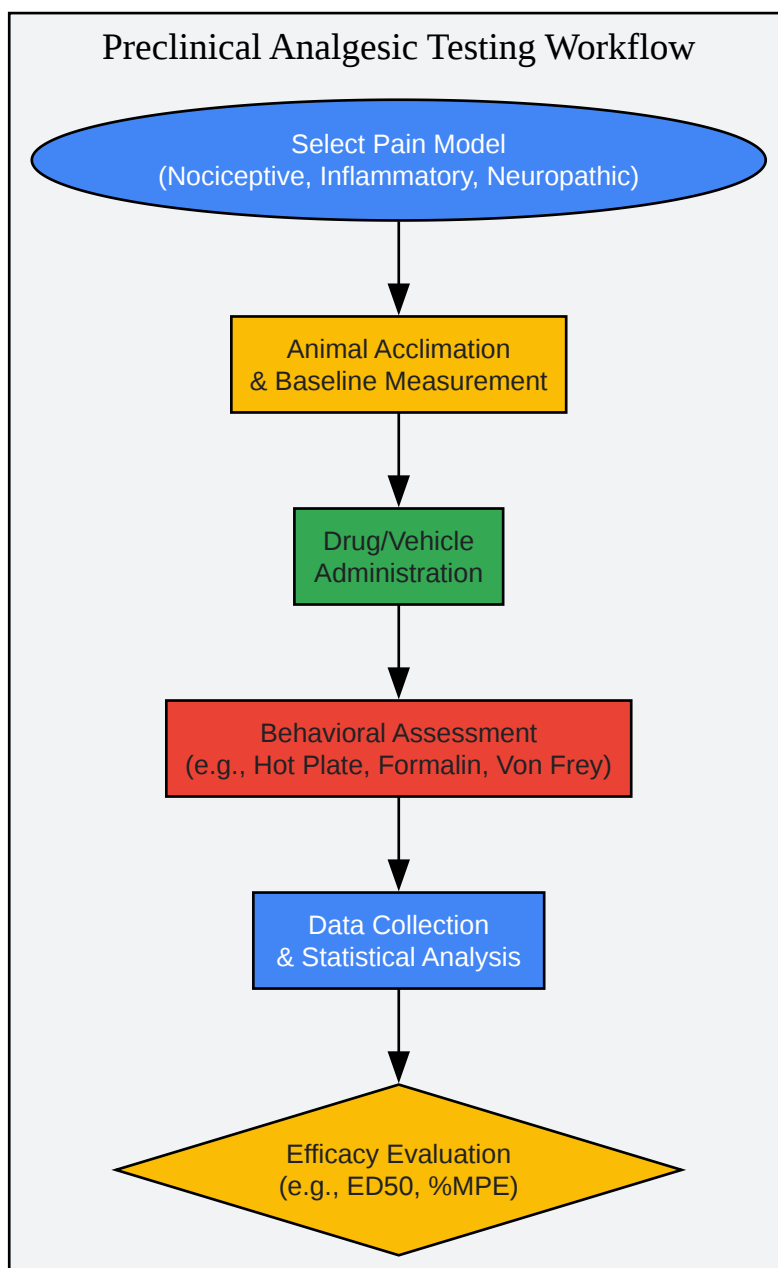 Preclinical Analgesic Testing Workflow
Select Pain Model
(Nociceptive, Inflammatory, Neuropathic)
Animal Acclimation
& Baseline Measurement
Drug/Vehicle
Administration
Behavioral Assessment
(e.g., Hot Plate, Formalin, Von Frey)
Data Collection
& Statistical Analysis
Efficacy Evaluation
(e.g., ED50, %MPE)